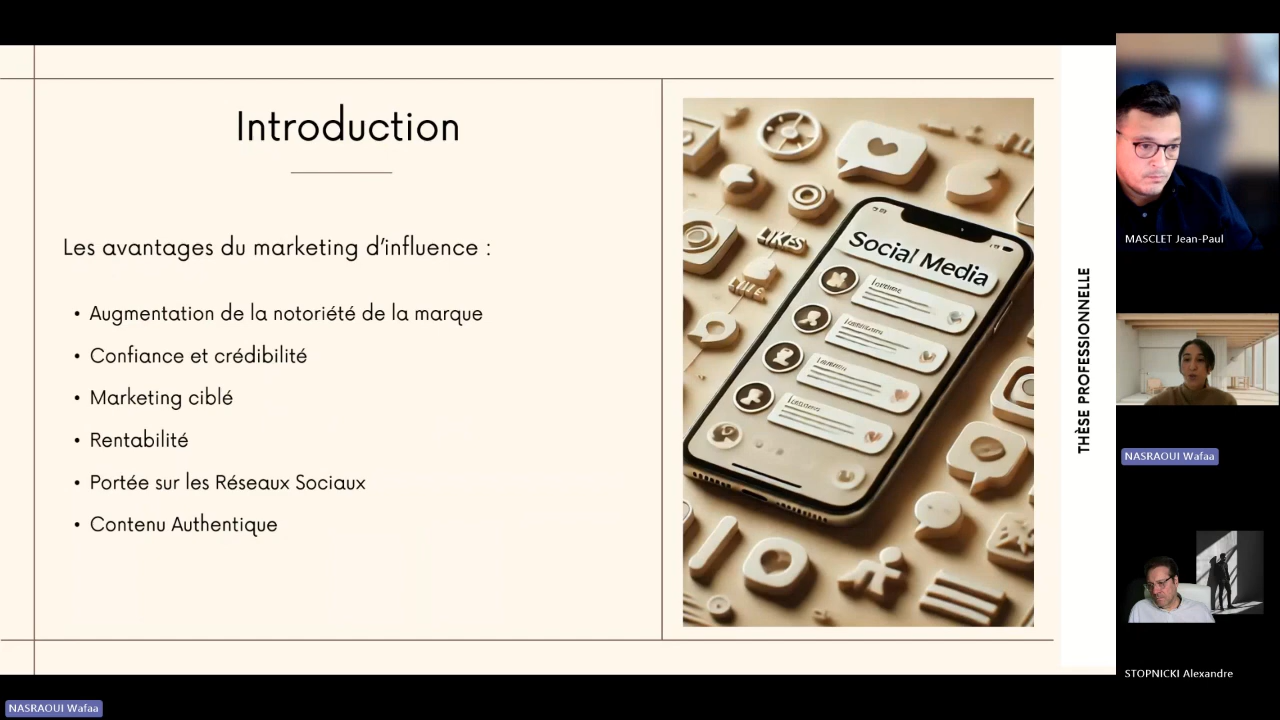 Introduction
Les avantages du marketing d'influence :
• Augmentation de la notoriété de la marque
• Confiance et crédibilité
• Marketing ciblé
• Rentabilité
• Portée sur les Réseaux Sociaux
• Contenu Authentique
LIKES
LIKE
Social Media
THÈSE PROFESSIONNELLE
MASCLET Jean-Paul
NASRAOUI Wafaa
STOPNICKI Alexandre
NASRAOUI Wafaa